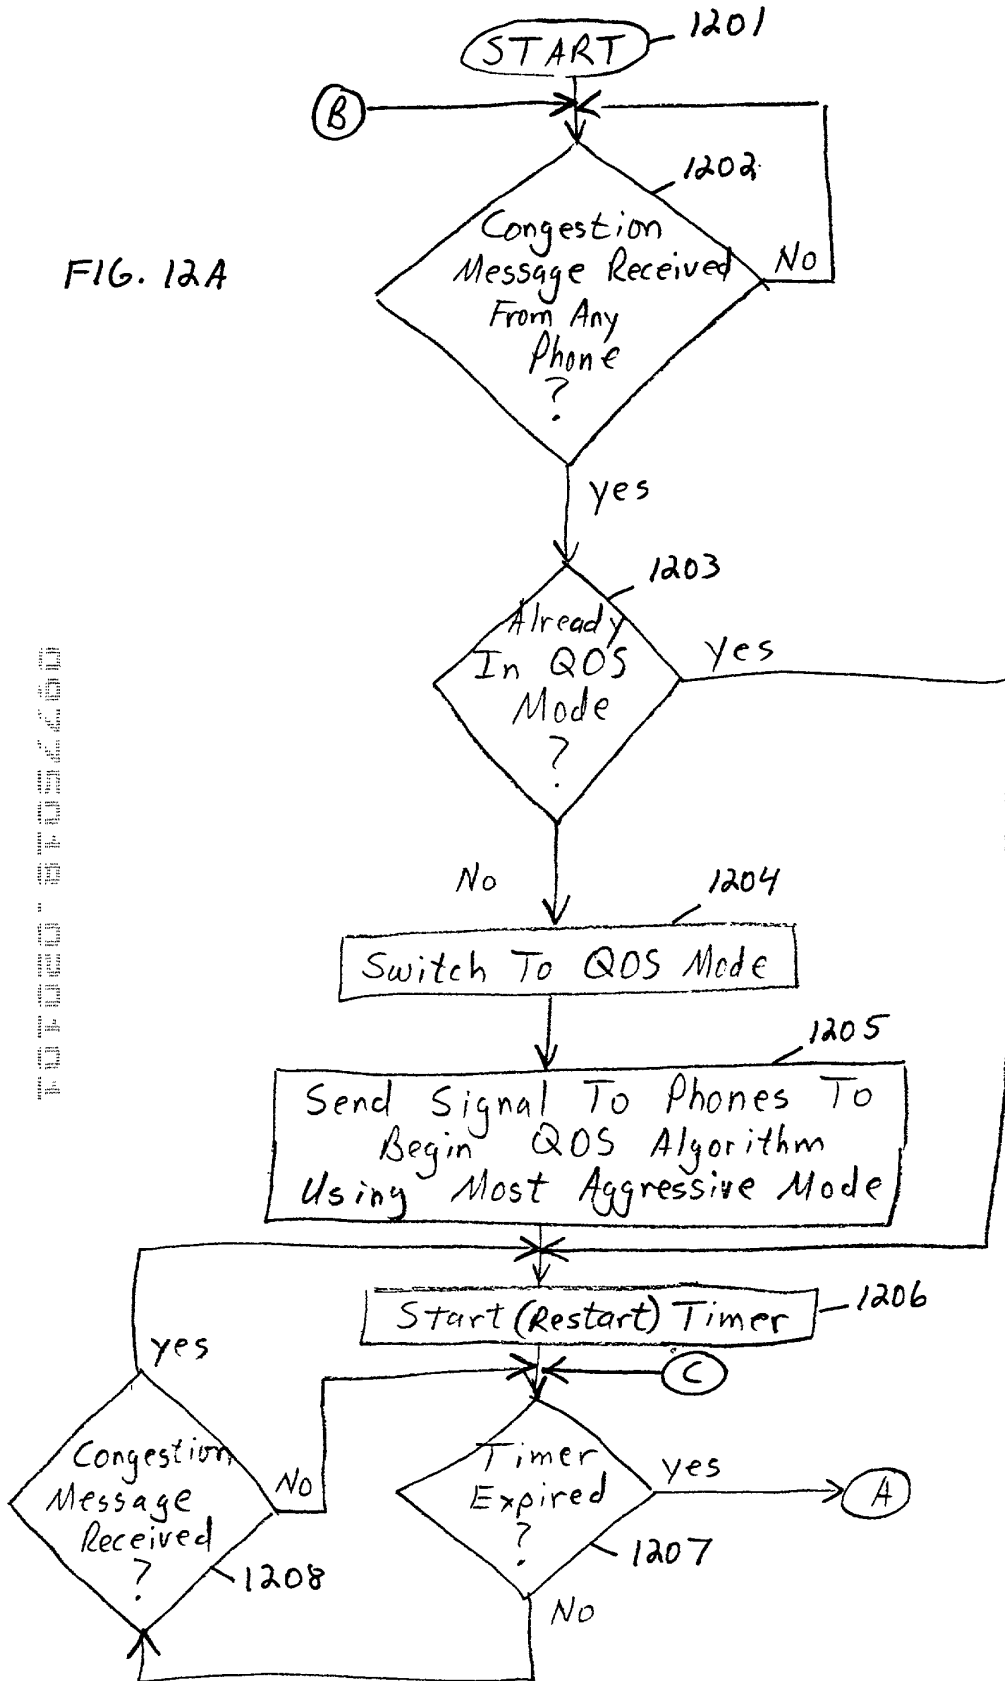 START
1201
B
1202
Congestion
Message Received
From Any
Phone
?
No
FIG. 12A
yes
1203
Already
In QOS
Mode
?
yes
No
1204
Switch To QOS Mode
1205
Send Signal To Phones To
Begin QOS Algorithm
Using Most Aggressive Mode
1206
Start (Restart) Timer
C
yes
Congestion
Message
Received
?
No
1208
Timer
Expired
?
yes
A
1207
No